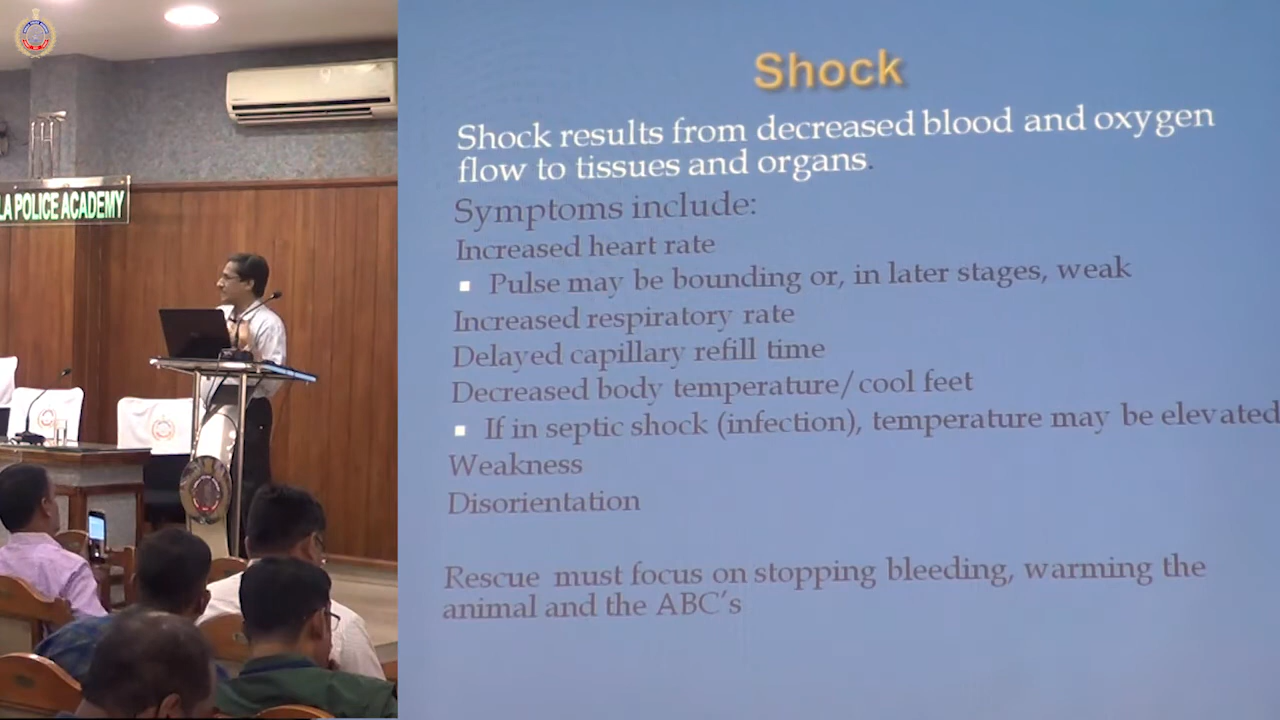 LA POLICE ACADEMY
Shock
Shock results from decreased blood and oxygen
flow to tissues and organs.
Symptoms include:
Increased heart rate
Pulse may be bounding or, in later stages, weak
Increased respiratory rate
Delayed capillary refill time
Decreased body temperature/cool feet
If in septic shock (infection), temperature may be elevated
Weakness
Disorientation
Rescue must focus on stopping bleeding, warming the
animal and the ABC's